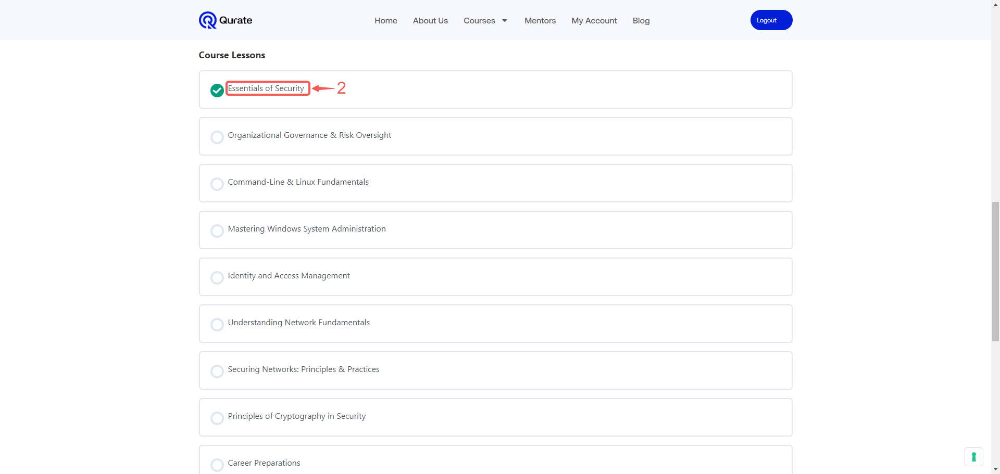 Qurate
Home About Us Courses Mentors My Account Blog
Logout
Course Lessons
Essentials of Security 2
Organizational Governance & Risk Oversight
Command-Line & Linux Fundamentals
Mastering Windows System Administration
Identity and Access Management
Understanding Network Fundamentals
Securing Networks: Principles & Practices
Principles of Cryptography in Security
Career Preparations